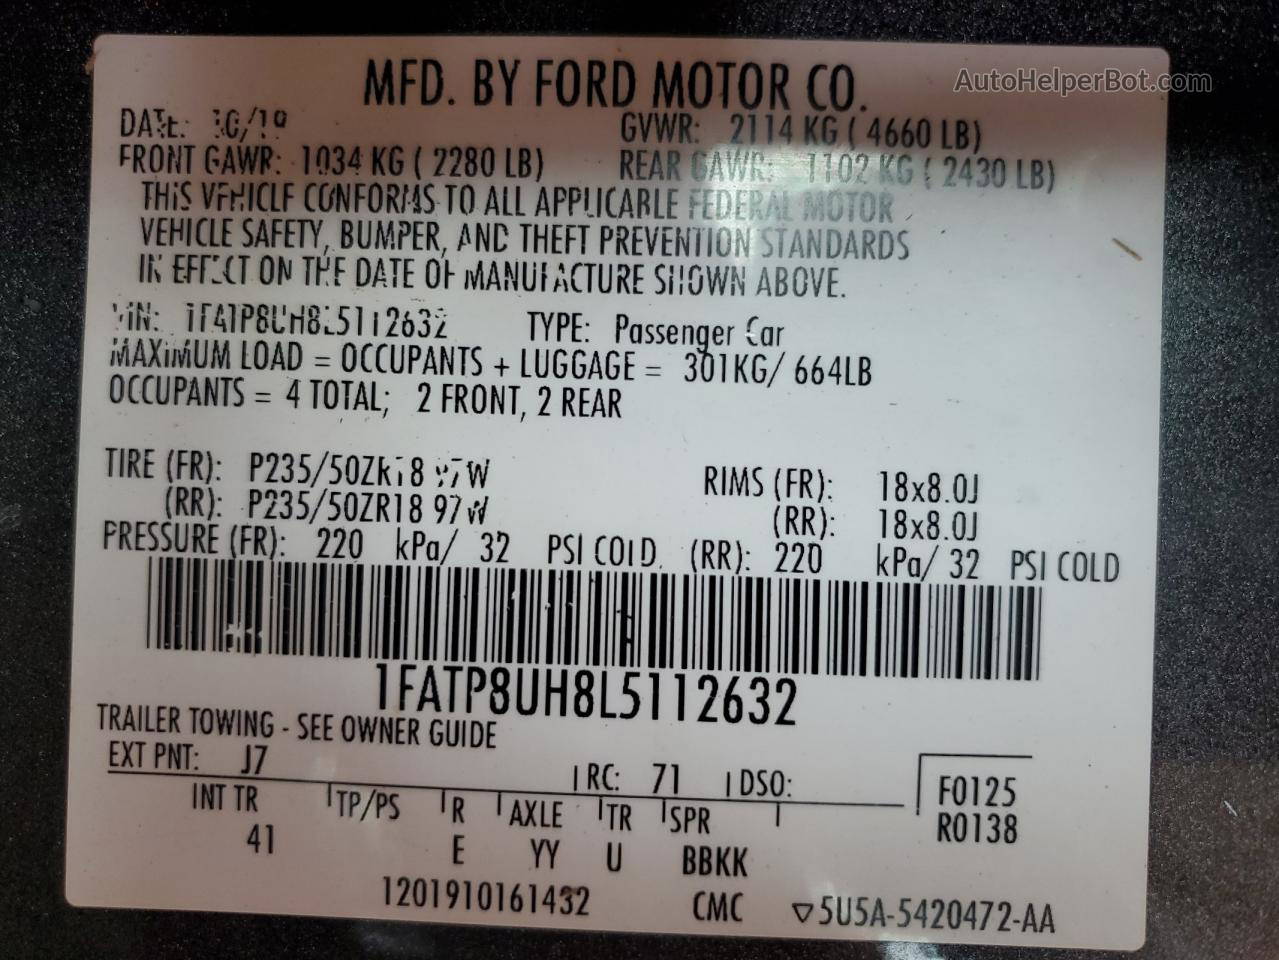 AutoHelperBot.com
MFD. BY FORD MOTOR CO.
DATE: 10/19 GVWR: 2114 KG ( 4660 LB)
FRONT GAWR: 1034 KG ( 2280 LB) REAR GAWR: 1102 KG ( 2430 LB)
THIS VEHICLE CONFORMS TO ALL APPLICABLE FEDERAL MOTOR
VEHICLE SAFETY, BUMPER, AND THEFT PREVENTION STANDARDS
IN EFFECT ON THE DATE OF MANUFACTURE SHOWN ABOVE.
VIN: 1FATP8UH8L5112632 TYPE: Passenger Car
MAXIMUM LOAD = OCCUPANTS + LUGGAGE = 301KG/ 664LB
OCCUPANTS = 4 TOTAL; 2 FRONT, 2 REAR
TIRE (FR): P235/50ZR18 97W RIMS (FR): 18x8.0J
(RR): P235/50ZR18 97W (RR): 18x8.0J
PRESSURE (FR): 220 kPa/ 32 PSI COLD (RR): 220 kPa/ 32 PSI COLD
1FATP8UH8L5112632
TRAILER TOWING - SEE OWNER GUIDE
EXT PNT: J7 RC: 71 DSO: F0125
INT TR TP/PS R AXLE TR SPR R0138
41 E YY U BBKK
1201910161432 CMC ▽5U5A-5420472-AA